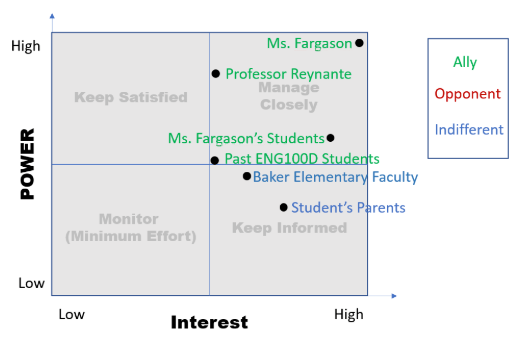 High
Ms. Fargason
Ally
Opponent
Indifferent
Professor Reynante
Keep Satisfied
Manage
Closely
Ms. Fargason's Students
Past ENG100D Students
Baker Elementary Faculty
POWER
Student's Parents
Monitor
(Minimum Effort)
Keep Informed
Low
Low
Interest
High